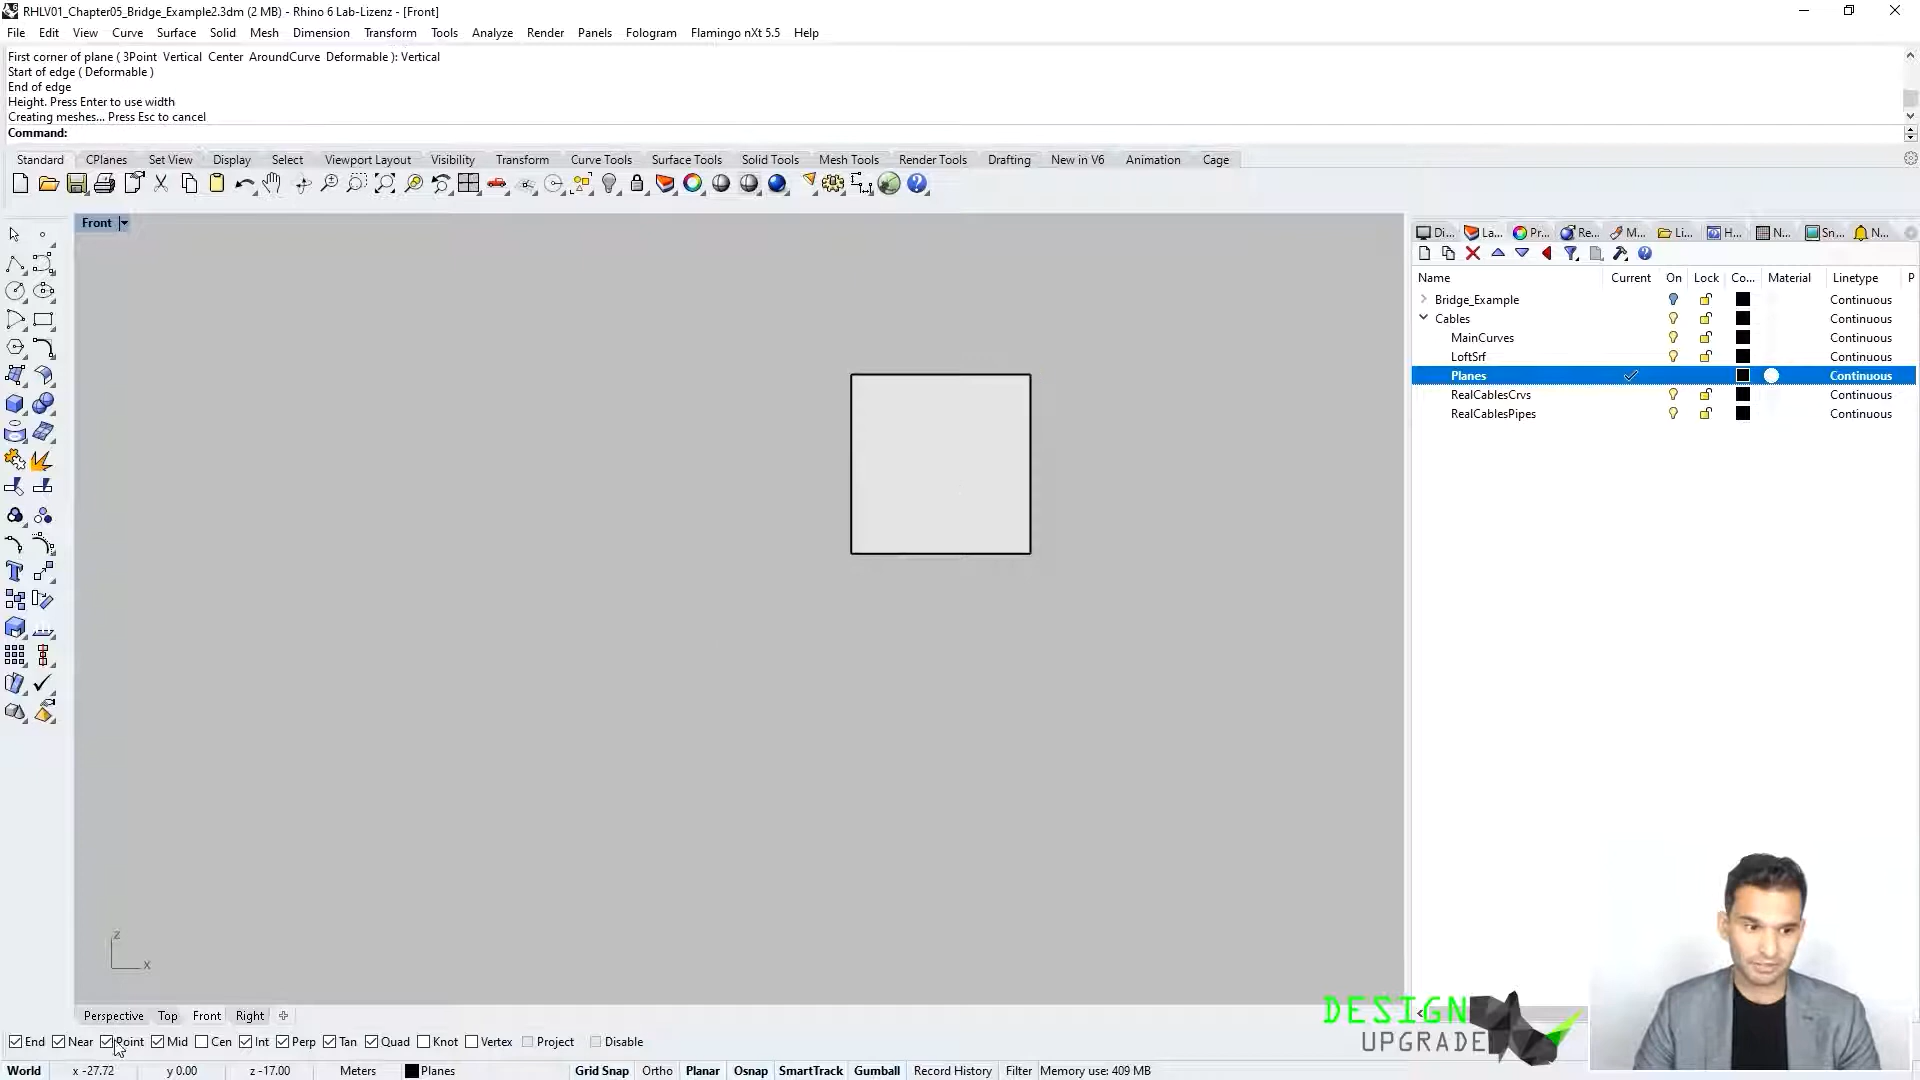 RHLV01_Chapter05_Bridge_Example2.3dm (2 MB) - Rhino 6 Lab-Lizenz - [Front]
File Edit View Curve Surface Solid Mesh Dimension Transform Tools Analyze Render Panels Fologram Flamingo nXt 5.5 Help
First corner of plane ( 3Point Vertical Center AroundCurve Deformable ): Vertical
Start of edge ( Deformable )
End of edge
Height. Press Enter to use width
Creating meshes... Press Esc to cancel
Command:
Standard CPlanes Set View Display Select Viewport Layout Visibility Transform Curve Tools Surface Tools Solid Tools Mesh Tools Render Tools Drafting New in V6 Animation Cage
Front
Di... La... Pr... Re... M... Li... H... N... Sn... N...
Name Current On Lock Co... Material Linetype P
Bridge_Example Continuous
Cables Continuous
MainCurves Continuous
LoftSrf Continuous
Planes Continuous
RealCablesCrvs Continuous
RealCablesPipes Continuous
z
x
DESIGN
UPGRADE
Perspective Top Front Right
End Near Point Mid Cen Int Perp Tan Quad Knot Vertex Project Disable
World x -27.72 y 0.00 z -17.00 Meters Planes Grid Snap Ortho Planar Osnap SmartTrack Gumball Record History Filter Memory use: 409 MB